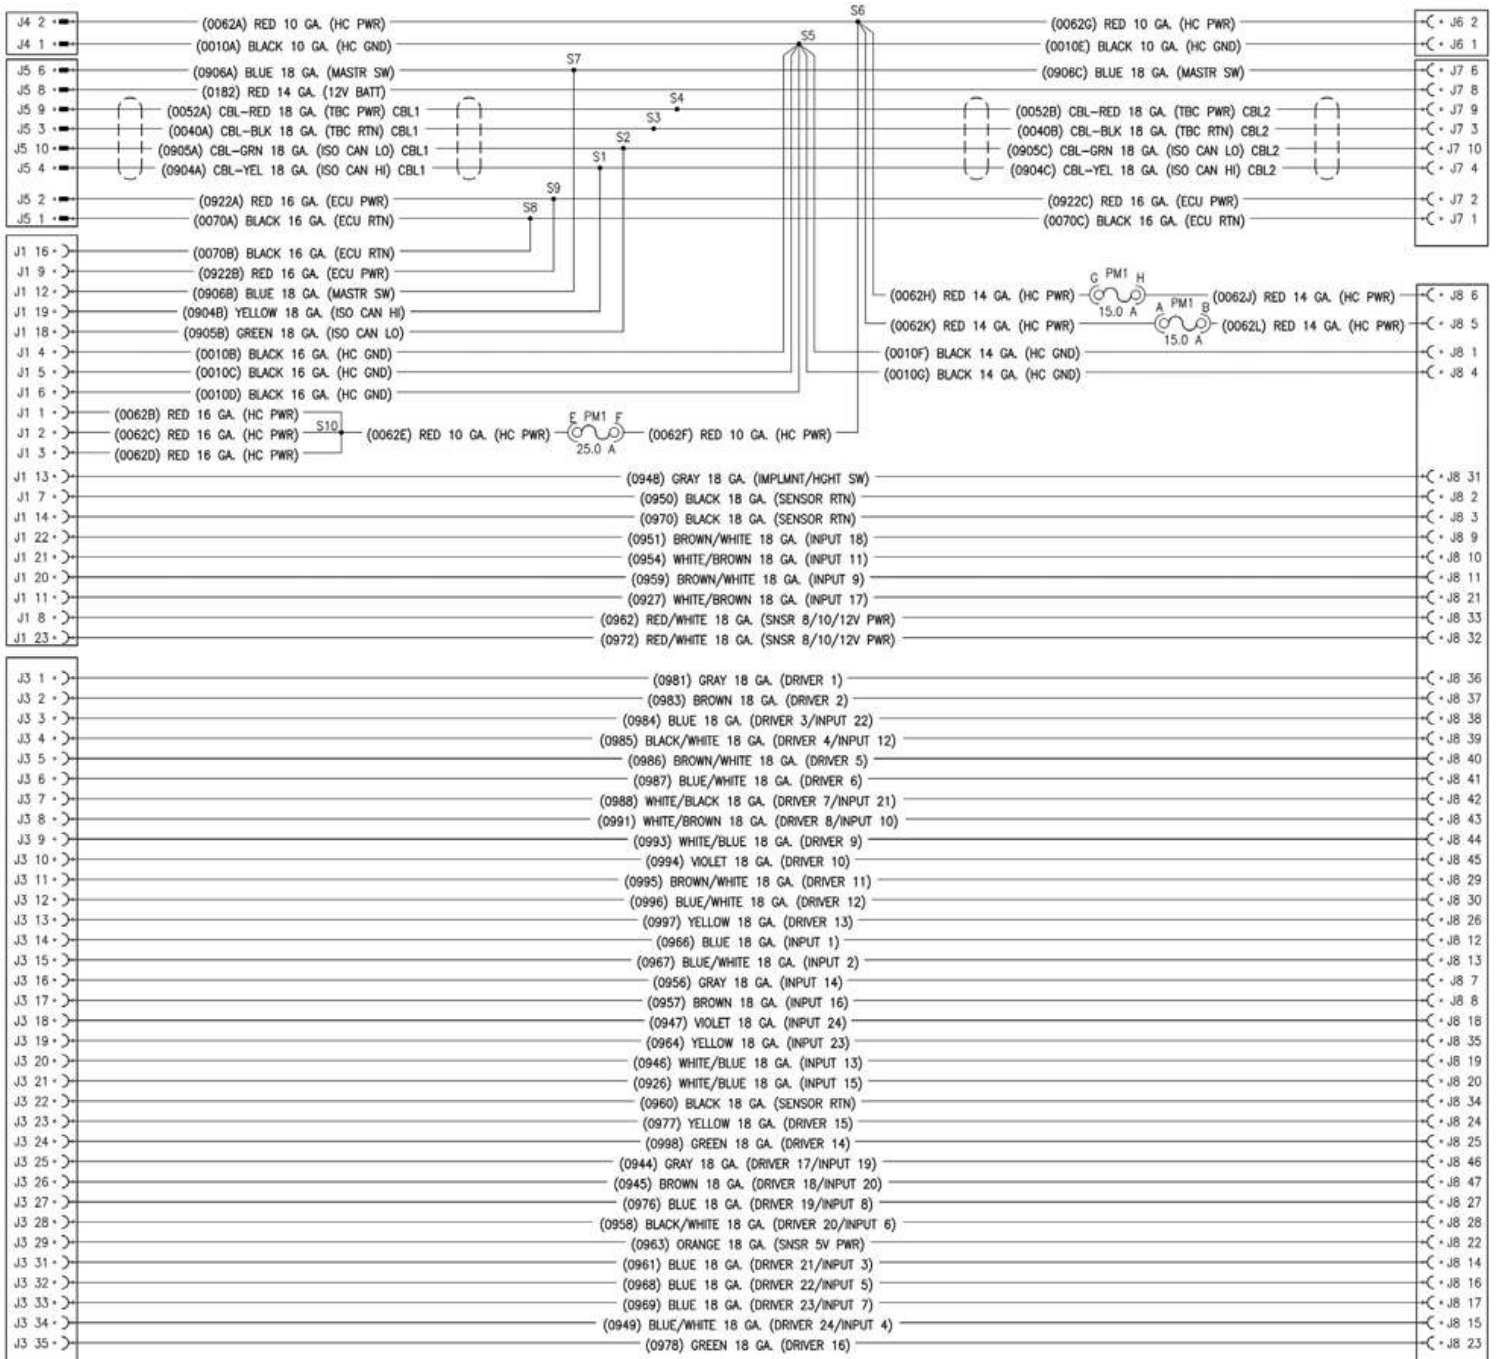 S6
J4 2 (0062A) RED 10 GA. (HC PWR) (0062G) RED 10 GA. (HC PWR) J6 2
S5
J4 1 (0010A) BLACK 10 GA. (HC GND) (0010E) BLACK 10 GA. (HC GND) J6 1
S7
J5 6 (0906A) BLUE 18 GA. (MASTR SW) (0906C) BLUE 18 GA. (MASTR SW) J7 6
J5 8 (0182) RED 14 GA. (12V BATT) J7 8
S4
J5 9 (0052A) CBL-RED 18 GA. (TBC PWR) CBL1 (0052B) CBL-RED 18 GA. (TBC PWR) CBL2 J7 9
S3
J5 3 (0040A) CBL-BLK 18 GA. (TBC RTN) CBL1 (0040B) CBL-BLK 18 GA. (TBC RTN) CBL2 J7 3
S2
J5 10 (0905A) CBL-GRN 18 GA. (ISO CAN LO) CBL1 (0905C) CBL-GRN 18 GA. (ISO CAN LO) CBL2 J7 10
S1
J5 4 (0904A) CBL-YEL 18 GA. (ISO CAN HI) CBL1 (0904C) CBL-YEL 18 GA. (ISO CAN HI) CBL2 J7 4
S9
J5 2 (0922A) RED 16 GA. (ECU PWR) (0922C) RED 16 GA. (ECU PWR) J7 2
S8
J5 1 (0070A) BLACK 16 GA. (ECU RTN) (0070C) BLACK 16 GA. (ECU RTN) J7 1
J1 16 (0070B) BLACK 16 GA. (ECU RTN)
J1 9 (0922B) RED 16 GA. (ECU PWR)
J1 12 (0906B) BLUE 18 GA. (MASTR SW)
G PM1 H
(0062H) RED 14 GA. (HC PWR) (0062J) RED 14 GA. (HC PWR) J8 6
15.0 A
J1 19 (0904B) YELLOW 18 GA. (ISO CAN HI)
A PM1 B
(0062K) RED 14 GA. (HC PWR) (0062L) RED 14 GA. (HC PWR) J8 5
15.0 A
J1 18 (0905B) GREEN 18 GA. (ISO CAN LO)
J1 4 (0010B) BLACK 16 GA. (HC GND) (0010F) BLACK 14 GA. (HC GND) J8 1
J1 5 (0010C) BLACK 16 GA. (HC GND) (0010G) BLACK 14 GA. (HC GND) J8 4
J1 6 (0010D) BLACK 16 GA. (HC GND)
J1 1 (0062B) RED 16 GA. (HC PWR)
E PM1 F
J1 2 (0062C) RED 16 GA. (HC PWR) S10 (0062E) RED 10 GA. (HC PWR) (0062F) RED 10 GA. (HC PWR)
25.0 A
J1 3 (0062D) RED 16 GA. (HC PWR)
J1 13 (0948) GRAY 18 GA. (IMPLMNT/HGHT SW) J8 31
J1 7 (0950) BLACK 18 GA. (SENSOR RTN) J8 2
J1 14 (0970) BLACK 18 GA. (SENSOR RTN) J8 3
J1 22 (0951) BROWN/WHITE 18 GA. (INPUT 18) J8 9
J1 21 (0954) WHITE/BROWN 18 GA. (INPUT 11) J8 10
J1 20 (0959) BROWN/WHITE 18 GA. (INPUT 9) J8 11
J1 11 (0927) WHITE/BROWN 18 GA. (INPUT 17) J8 21
J1 8 (0962) RED/WHITE 18 GA. (SNSR 8/10/12V PWR) J8 33
J1 23 (0972) RED/WHITE 18 GA. (SNSR 8/10/12V PWR) J8 32
J3 1 (0981) GRAY 18 GA. (DRIVER 1) J8 36
J3 2 (0983) BROWN 18 GA. (DRIVER 2) J8 37
J3 3 (0984) BLUE 18 GA. (DRIVER 3/INPUT 22) J8 38
J3 4 (0985) BLACK/WHITE 18 GA. (DRIVER 4/INPUT 12) J8 39
J3 5 (0986) BROWN/WHITE 18 GA. (DRIVER 5) J8 40
J3 6 (0987) BLUE/WHITE 18 GA. (DRIVER 6) J8 41
J3 7 (0988) WHITE/BLACK 18 GA. (DRIVER 7/INPUT 21) J8 42
J3 8 (0991) WHITE/BROWN 18 GA. (DRIVER 8/INPUT 10) J8 43
J3 9 (0993) WHITE/BLUE 18 GA. (DRIVER 9) J8 44
J3 10 (0994) VIOLET 18 GA. (DRIVER 10) J8 45
J3 11 (0995) BROWN/WHITE 18 GA. (DRIVER 11) J8 29
J3 12 (0996) BLUE/WHITE 18 GA. (DRIVER 12) J8 30
J3 13 (0997) YELLOW 18 GA. (DRIVER 13) J8 26
J3 14 (0966) BLUE 18 GA. (INPUT 1) J8 12
J3 15 (0967) BLUE/WHITE 18 GA. (INPUT 2) J8 13
J3 16 (0956) GRAY 18 GA. (INPUT 14) J8 7
J3 17 (0957) BROWN 18 GA. (INPUT 16) J8 8
J3 18 (0947) VIOLET 18 GA. (INPUT 24) J8 18
J3 19 (0964) YELLOW 18 GA. (INPUT 23) J8 35
J3 20 (0946) WHITE/BLUE 18 GA. (INPUT 13) J8 19
J3 21 (0926) WHITE/BLUE 18 GA. (INPUT 15) J8 20
J3 22 (0960) BLACK 18 GA. (SENSOR RTN) J8 34
J3 23 (0977) YELLOW 18 GA. (DRIVER 15) J8 24
J3 24 (0998) GREEN 18 GA. (DRIVER 14) J8 25
J3 25 (0944) GRAY 18 GA. (DRIVER 17/INPUT 19) J8 46
J3 26 (0945) BROWN 18 GA. (DRIVER 18/INPUT 20) J8 47
J3 27 (0976) BLUE 18 GA. (DRIVER 19/INPUT 8) J8 27
J3 28 (0958) BLACK/WHITE 18 GA. (DRIVER 20/INPUT 6) J8 28
J3 29 (0963) ORANGE 18 GA. (SNSR 5V PWR) J8 22
J3 31 (0961) BLUE 18 GA. (DRIVER 21/INPUT 3) J8 14
J3 32 (0968) BLUE 18 GA. (DRIVER 22/INPUT 5) J8 16
J3 33 (0969) BLUE 18 GA. (DRIVER 23/INPUT 7) J8 17
J3 34 (0949) BLUE/WHITE 18 GA. (DRIVER 24/INPUT 4) J8 15
J3 35 (0978) GREEN 18 GA. (DRIVER 16) J8 23